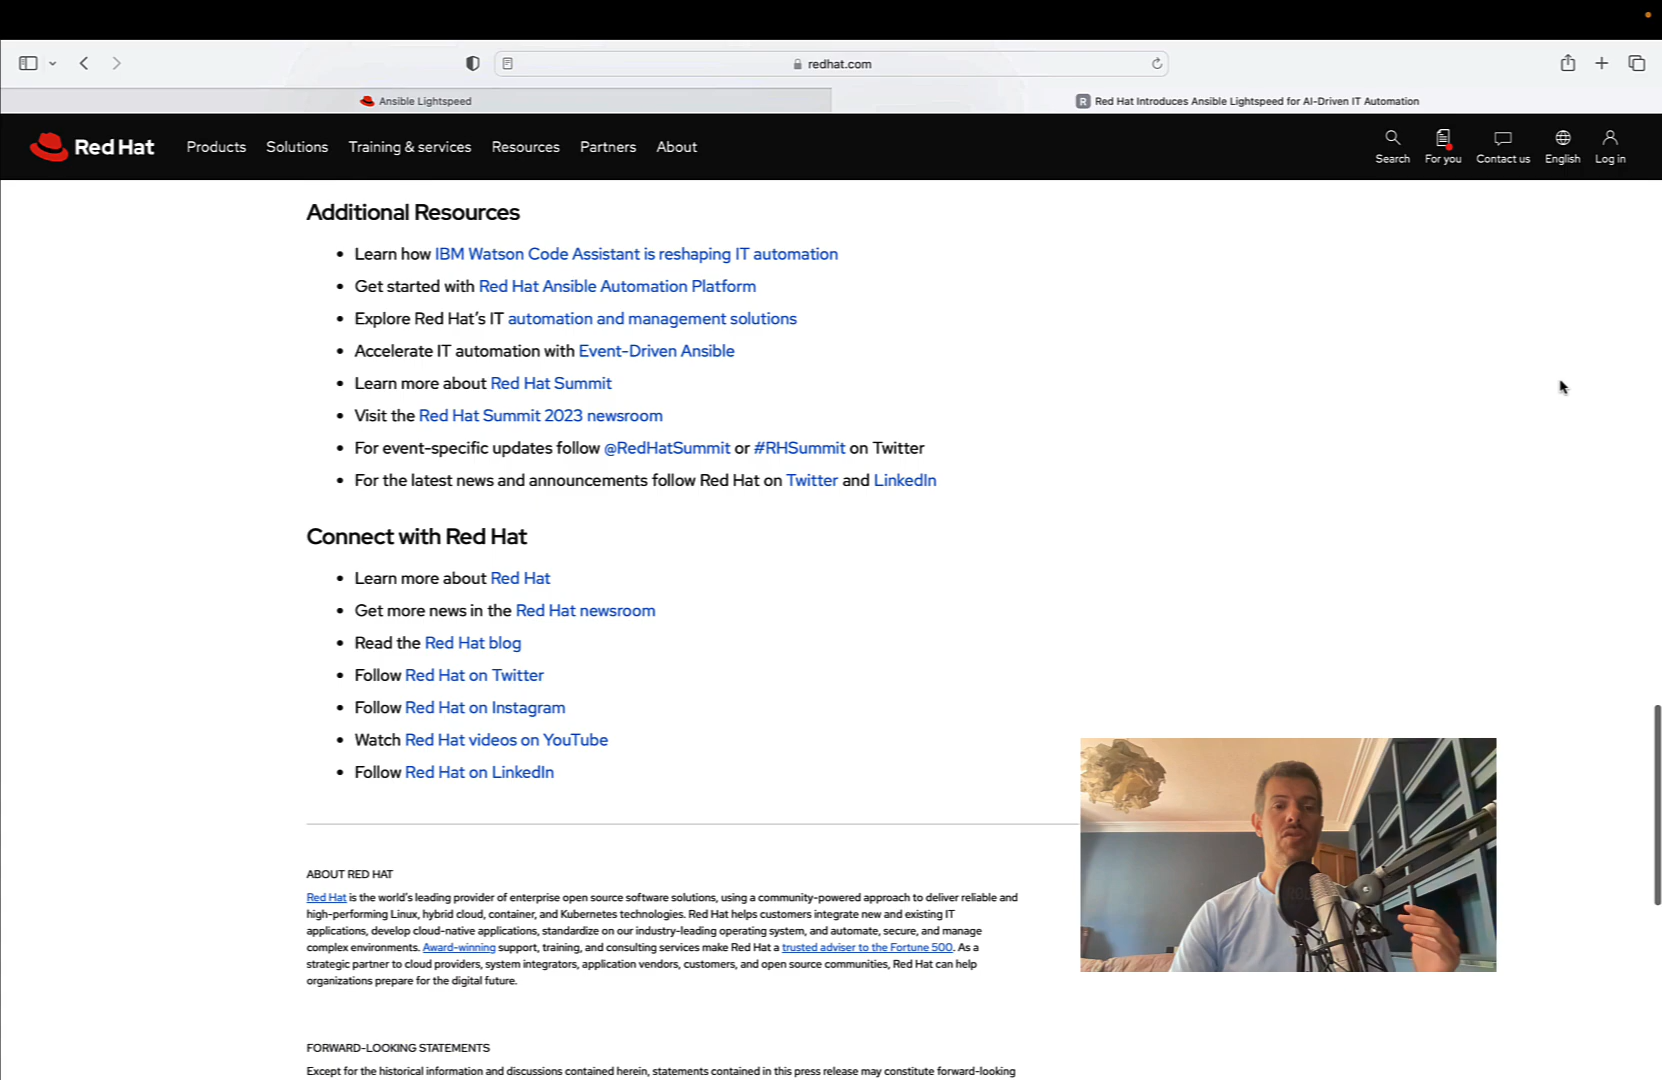 redhat.com
Ansible Lightspeed
R Red Hat Introduces Ansible Lightspeed for AI-Driven IT Automation
Red Hat Products Solutions Training & services Resources Partners About Search For you Contact us English Log in
Additional Resources
• Learn how IBM Watson Code Assistant is reshaping IT automation
• Get started with Red Hat Ansible Automation Platform
• Explore Red Hat’s IT automation and management solutions
• Accelerate IT automation with Event-Driven Ansible
• Learn more about Red Hat Summit
• Visit the Red Hat Summit 2023 newsroom
• For event-specific updates follow @RedHatSummit or #RHSummit on Twitter
• For the latest news and announcements follow Red Hat on Twitter and LinkedIn
Connect with Red Hat
• Learn more about Red Hat
• Get more news in the Red Hat newsroom
• Read the Red Hat blog
• Follow Red Hat on Twitter
• Follow Red Hat on Instagram
• Watch Red Hat videos on YouTube
• Follow Red Hat on LinkedIn
ABOUT RED HAT
Red Hat is the world’s leading provider of enterprise open source software solutions, using a community-powered approach to deliver reliable and
high-performing Linux, hybrid cloud, container, and Kubernetes technologies. Red Hat helps customers integrate new and existing IT
applications, develop cloud-native applications, standardize on our industry-leading operating system, and automate, secure, and manage
complex environments. Award-winning support, training, and consulting services make Red Hat a trusted adviser to the Fortune 500. As a
strategic partner to cloud providers, system integrators, application vendors, customers, and open source communities, Red Hat can help
organizations prepare for the digital future.
FORWARD-LOOKING STATEMENTS
Except for the historical information and discussions contained herein, statements contained in this press release may constitute forward-looking